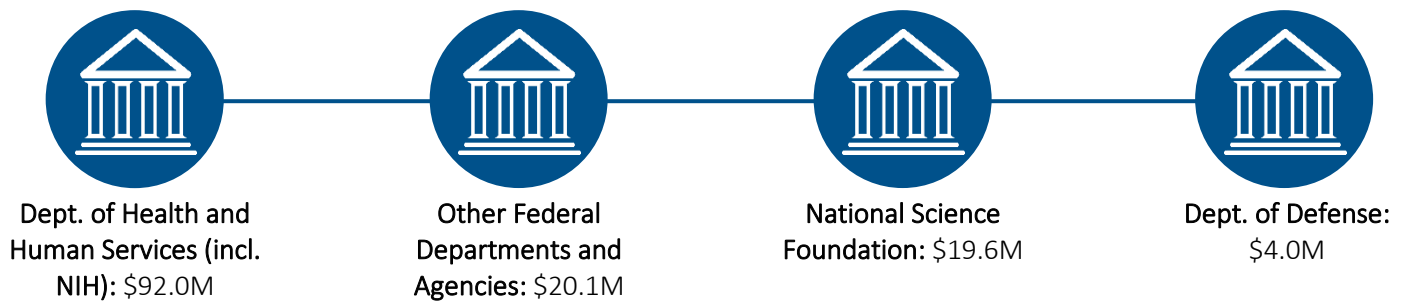 Dept. of Health and
Human Services (incl.
NIH): $92.0M
Other Federal
Departments and
Agencies: $20.1M
National Science
Foundation: $19.6M
Dept. of Defense:
$4.0M